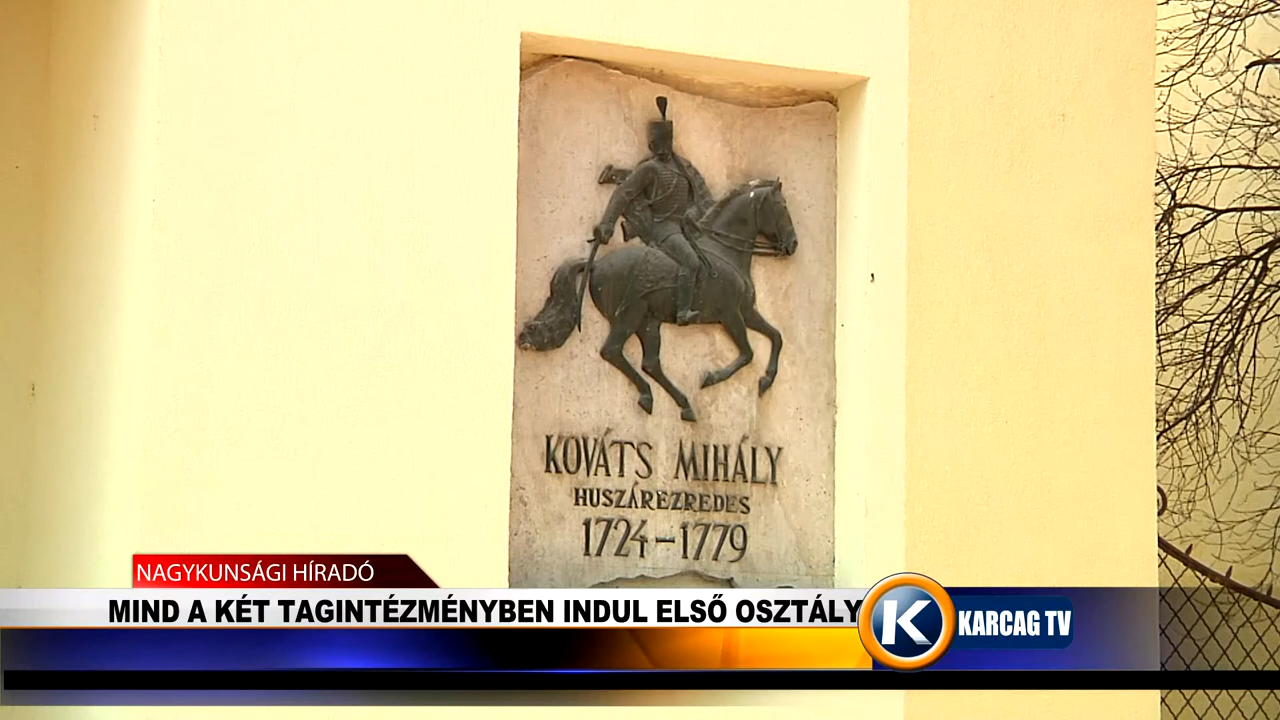 KOVÁTS MIHÁLY
HUSZÁREZREDES
1724-1779
NAGYKUNSÁGI HÍRADÓ
MIND A KÉT TAGINTÉZMÉNYBEN INDUL ELSŐ OSZTÁLY
K KARCAG TV